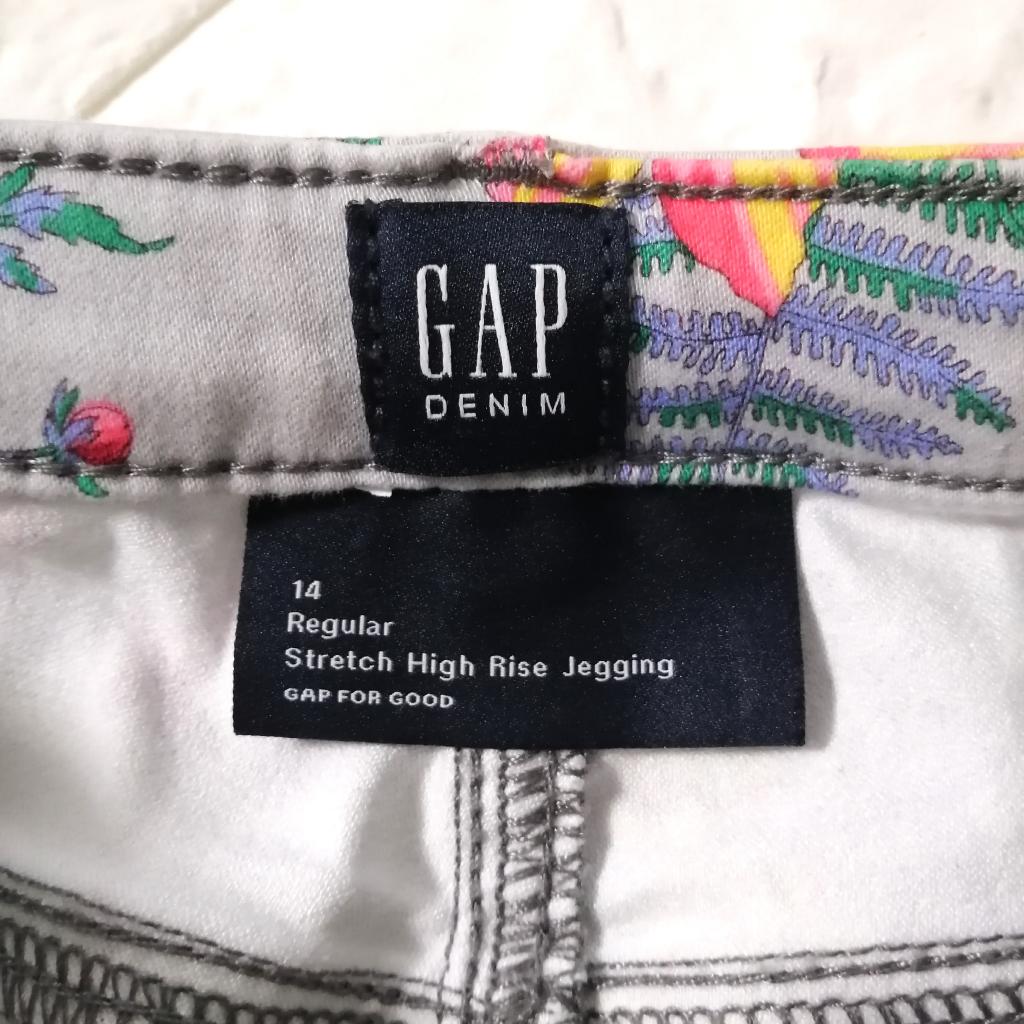 GAP
DENIM
14
Regular
Stretch High Rise Jegging
GAP FOR GOOD